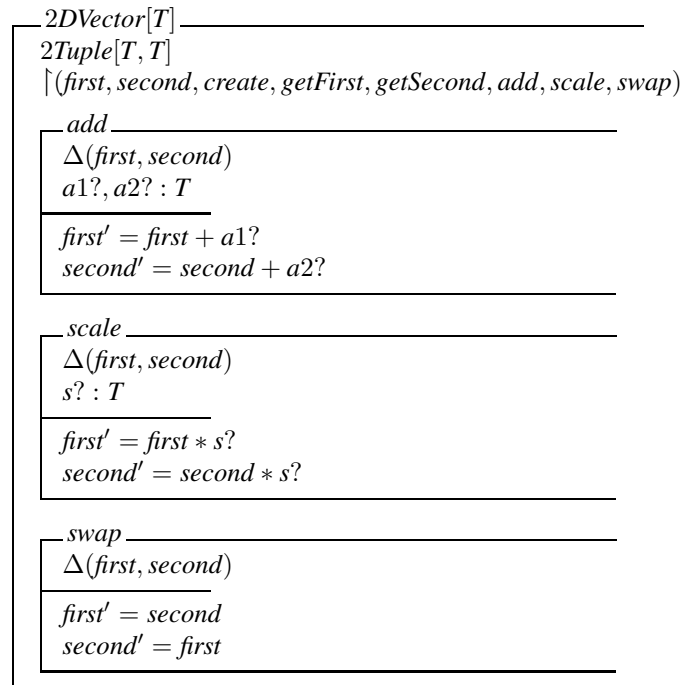 2DVector[T]
2Tuple[T, T]
↾(first, second, create, getFirst, getSecond, add, scale, swap)
add
Δ(first, second)
a1?, a2? : T
first′ = first + a1?
second′ = second + a2?
scale
Δ(first, second)
s? : T
first′ = first ∗ s?
second′ = second ∗ s?
swap
Δ(first, second)
first′ = second
second′ = first